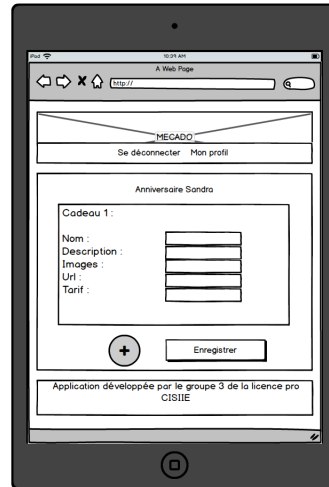 iPad 10:39 AM
A Web Page
http://
MECADO
Se déconnecter Mon profil
Anniversaire Sandra
Cadeau 1 :
Nom :
Description :
Images :
Url :
Tarif :
+ Enregistrer
Application développée par le groupe 3 de la licence pro
CISIIE